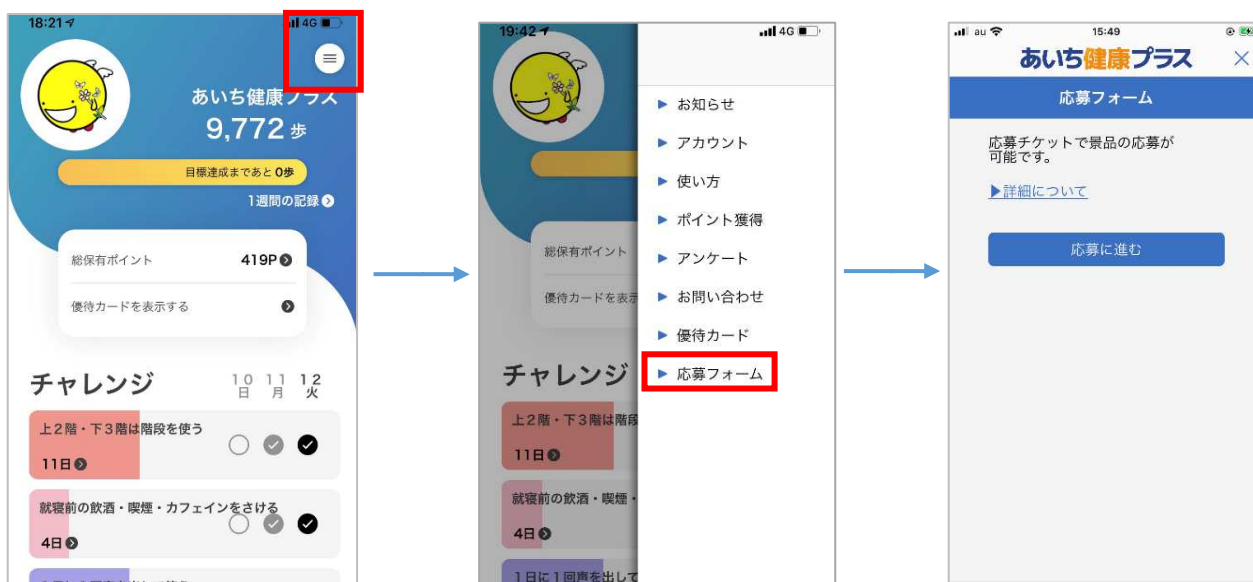 18:21
4G
あいち健康プラス
9,772 歩
目標達成まであと 0歩
1週間の記録
総保有ポイント 419P
優待カードを表示する
チャレンジ
10 11 12
日 月 火
上2階・下3階は階段を使う
11日
就寝前の飲酒・喫煙・カフェインをさける
4日
19:42
4G
お知らせ
アカウント
使い方
ポイント獲得
アンケート
お問い合わせ
優待カード
応募フォーム
総保有ポイント
優待カードを表示
チャレンジ
上2階・下3階は階段
11日
就寝前の飲酒・喫煙・
4日
1日に1回声を出して
au 15:49
あいち健康プラス
応募フォーム
応募チケットで景品の応募が
可能です。
▶詳細について
応募に進む